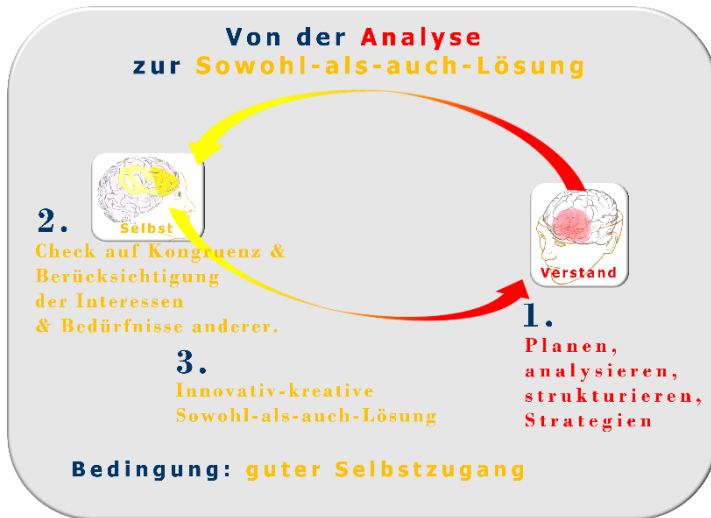 Von der Analyse
zur Sowohl-als-auch-Lösung
Selbst
2.
Check auf Kongruenz &
Berücksichtigung
der Interessen
& Bedürfnisse anderer.
Verstand
1.
Planen,
analysieren,
strukturieren,
Strategien
3.
Innovativ-kreative
Sowohl-als-auch-Lösung
Bedingung: guter Selbstzugang